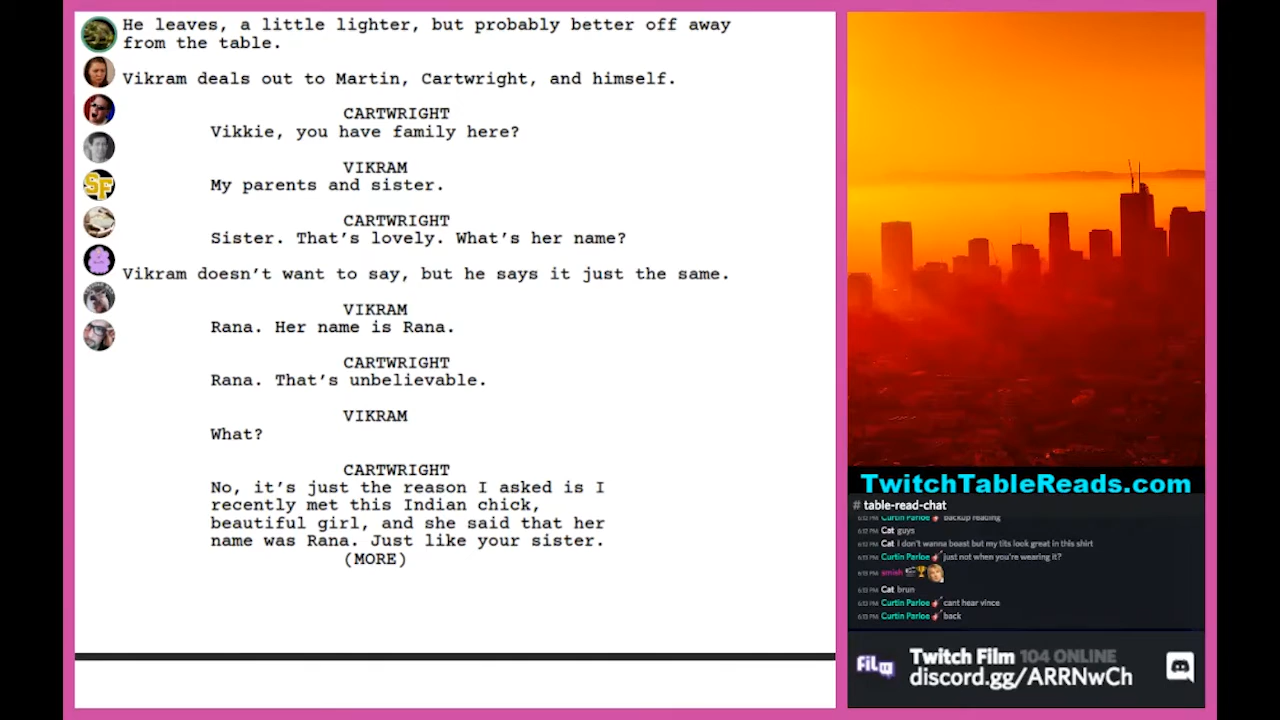 He leaves, a little lighter, but probably better off away
from the table.
Vikram deals out to Martin, Cartwright, and himself.
CARTWRIGHT
Vikkie, you have family here?
VIKRAM
My parents and sister.
CARTWRIGHT
Sister. That's lovely. What's her name?
Vikram doesn't want to say, but he says it just the same.
VIKRAM
Rana. Her name is Rana.
CARTWRIGHT
Rana. That's unbelievable.
VIKRAM
What?
CARTWRIGHT
No, it's just the reason I asked is I
recently met this Indian chick,
beautiful girl, and she said that her
name was Rana. Just like your sister.
(MORE)
SF
TwitchTableReads.com
# table-read-chat
Curtin Parloe backup reading
Cat guys
Cat I don't wanna boast but my tits look great in this shirt
Curtin Parloe just not when you're wearing it?
Cat brun
Curtin Parloe cant hear vince
Curtin Parloe back
film
Twitch Film 104 ONLINE
discord.gg/ARRNwCh